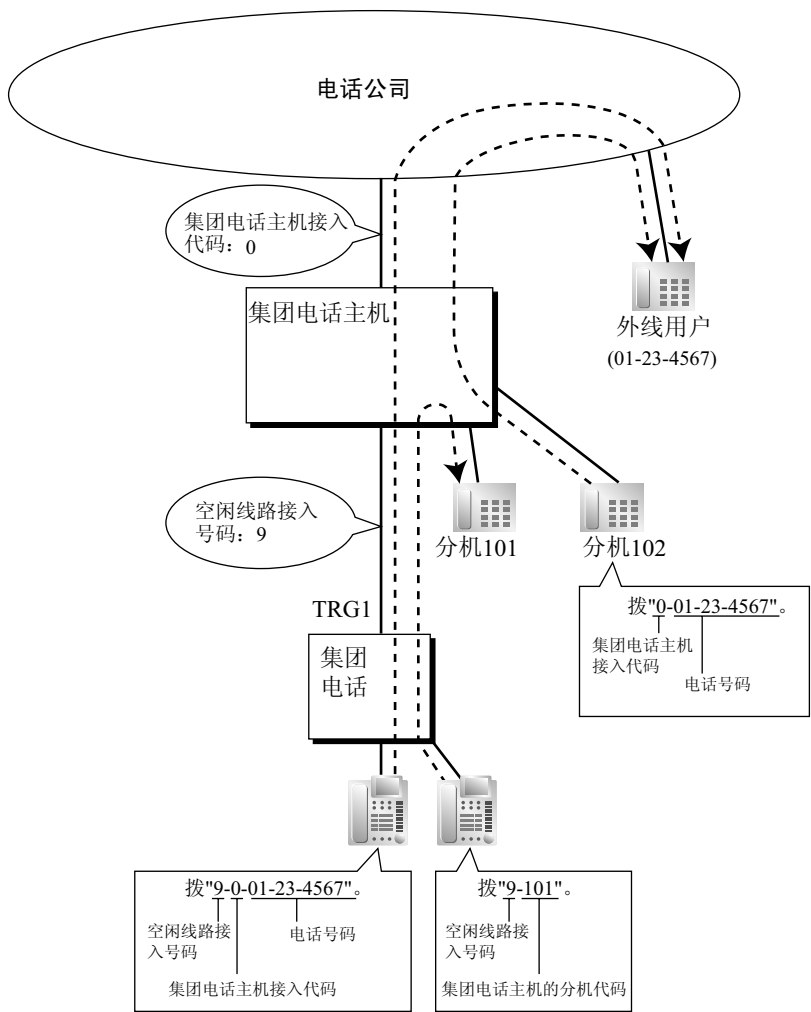 电话公司
集团电话主机接入
代码：0
集团电话主机
外线用户
(01-23-4567)
空闲线路接入
号码：9
分机101
分机102
拨"0-01-23-4567"。
集团电话主机
接入代码
电话号码
TRG1
集团
电话
拨"9-0-01-23-4567"。
空闲线路接
入号码
电话号码
集团电话主机接入代码
拨"9-101"。
空闲线路接
入号码
集团电话主机的分机代码